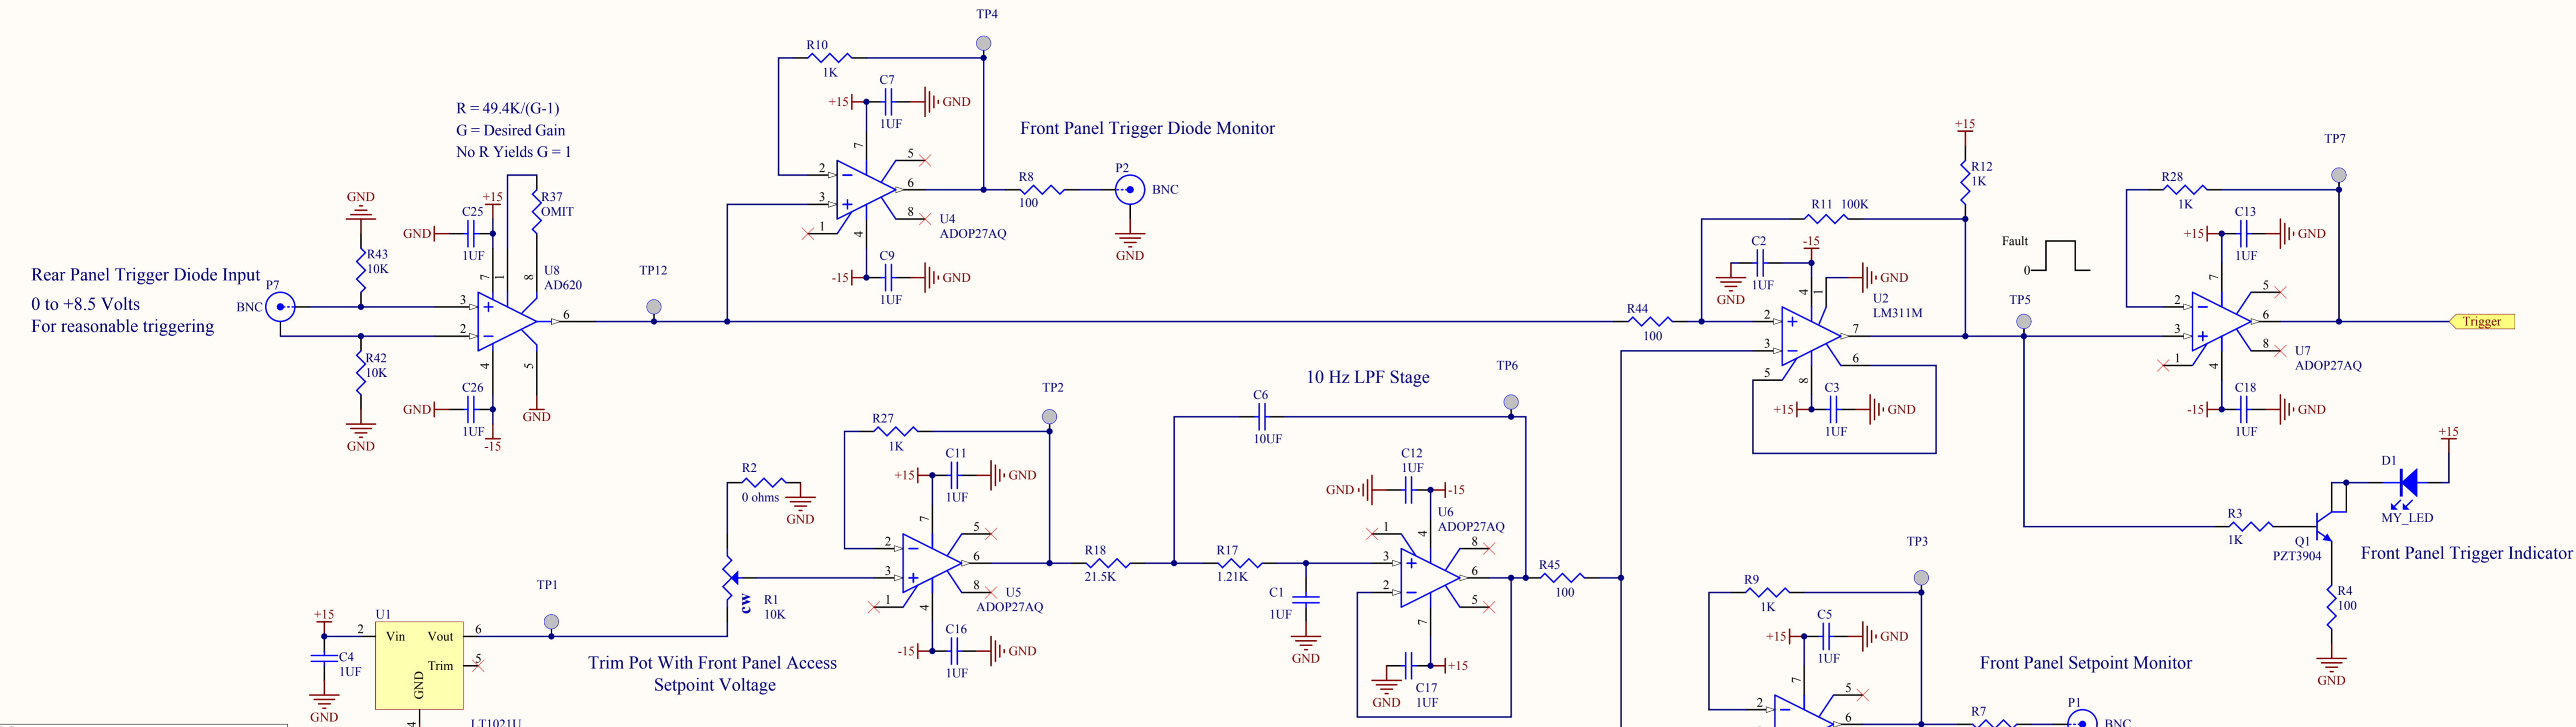 TP4
R10
1K
C7
+15
GND
1UF
7
R = 49.4K/(G-1)
G = Desired Gain
No R Yields G = 1
Front Panel Trigger Diode Monitor
2
3
1
4
5
6
8
U4
ADOP27AQ
R8
100
P2
BNC
GND
-15
C9
1UF
GND
Rear Panel Trigger Diode Input
0 to +8.5 Volts
For reasonable triggering
P7
BNC
GND
R43
10K
R42
10K
GND
+15
C25
GND
1UF
R37
OMIT
7
1
8
U8
AD620
3
2
6
4
5
C26
GND
1UF
-15
GND
TP12
R44
100
+15
R12
1K
R11 100K
C2
-15
1UF
GND
4
1
GND
U2
LM311M
2
3
7
6
5
8
+15
C3
1UF
GND
Fault
0
TP5
TP7
R28
1K
C13
+15
GND
1UF
7
2
3
1
4
5
6
8
U7
ADOP27AQ
Trigger
-15
C18
1UF
GND
+15
D1
MY_LED
R3
1K
Q1
PZT3904
Front Panel Trigger Indicator
R4
100
GND
10 Hz LPF Stage
TP6
C6
10UF
TP2
R27
1K
C11
+15
GND
1UF
7
2
3
1
4
5
6
8
U5
ADOP27AQ
-15
C16
1UF
GND
R2
0 ohms
GND
R1
10K
cw
R18
21.5K
R17
1.21K
C1
1UF
GND
C12
1UF
GND
-15
U6
ADOP27AQ
1
4
8
3
2
6
5
7
+15
GND
C17
1UF
R45
100
TP1
+15
U1
2
Vin
Vout
6
Trim
5
GND
4
C4
1UF
GND
LT1021U
Trim Pot With Front Panel Access
Setpoint Voltage
TP3
R9
1K
C5
+15
GND
1UF
7
2
5
6
Front Panel Setpoint Monitor
R7
P1
BNC